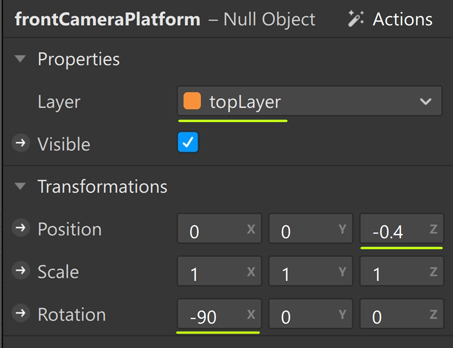 frontCameraPlatform – Null Object Actions
Properties
Layer topLayer
Visible
Transformations
Position 0 X 0 Y -0.4 Z
Scale 1 X 1 Y 1 Z
Rotation -90 X 0 Y 0 Z